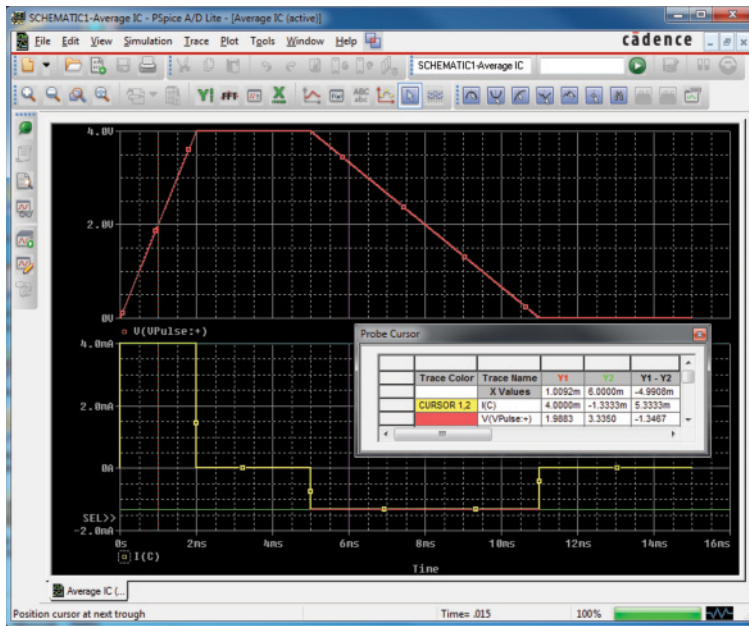 SCHEMATIC1-Average IC - PSpice A/D Lite - [Average IC (active)]
File Edit View Simulation Trace Plot Tools Window Help
cādence
SCHEMATIC1-Average IC
4.0V
2.0V
0V
V(VPulse:+)
4.0mA
2.0mA
0A
SEL>>
-2.0mA
0s 2ms 4ms 6ms 8ms 10ms 12ms 14ms 16ms
I(C)
Time
Probe Cursor
Trace Color Trace Name Y1 Y2 Y1 - Y2
X Values 1.0092m 6.0000m -4.9908m
CURSOR 1,2 I(C) 4.0000m -1.3333m 5.3333m
V(VPulse:+) 1.9883 3.3350 -1.3467
Average IC (...
Position cursor at next trough Time= .015 100%